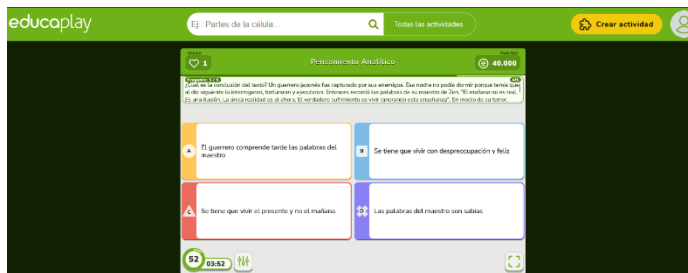 educaplay
Ej. Partes de la célula...
Todas las actividades
Crear actividad
VIDAS
1
Pensamiento Analítico
PUNTOS
40.000
¿Cuál es la conclusión del texto? Un guerrero japonés fue capturado por sus enemigos. Esa noche no podía dormir porque temía que
al día siguiente lo interrogaran, torturaran y ejecutaran. Entonces recordó las palabras de su maestro de Zen: "El mañana no es real.
Es una ilusión. La única realidad es el ahora. El verdadero sufrimiento es vivir ignorando esta enseñanza". En medio de su terror,
A
El guerrero comprende tarde las palabras del
maestro
B
Se tiene que vivir con despreocupación y feliz
C
Se tiene que vivir el presente y no el mañana
D
Las palabras del maestro son sabias
52
03:52